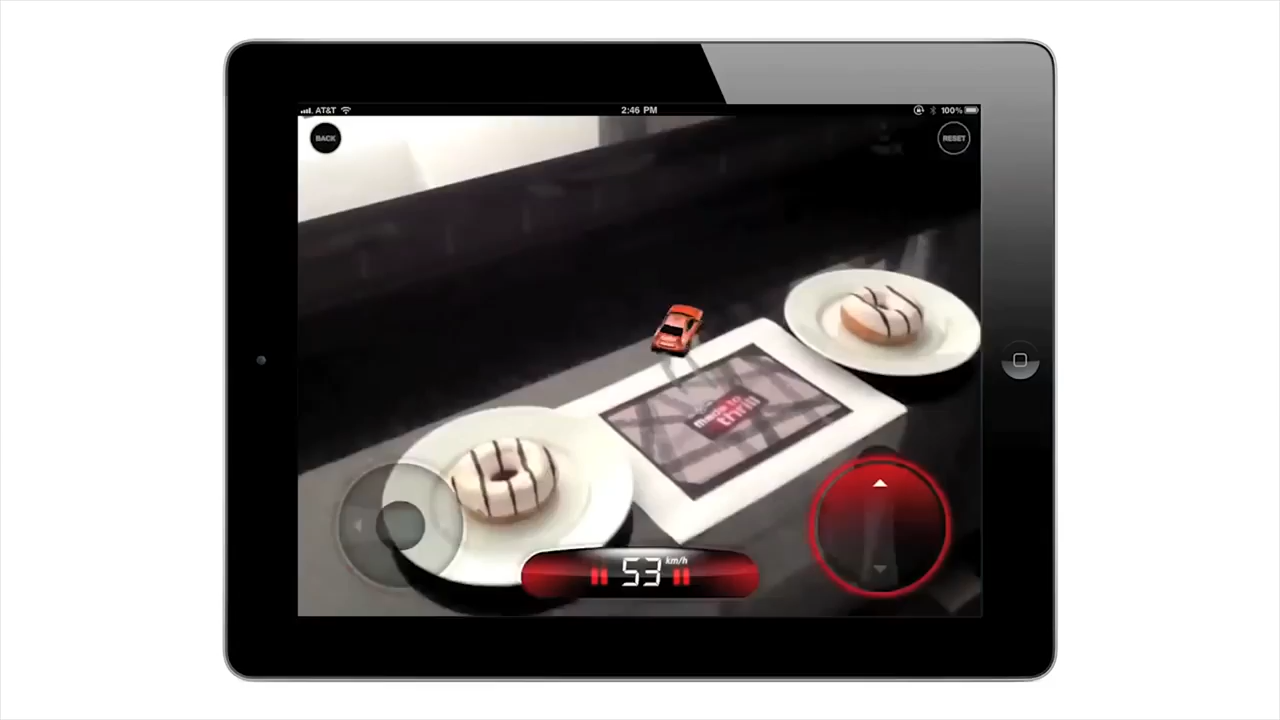 AT&T
2:46 PM
100%
BACK
RESET
made to
thrill
53 km/h